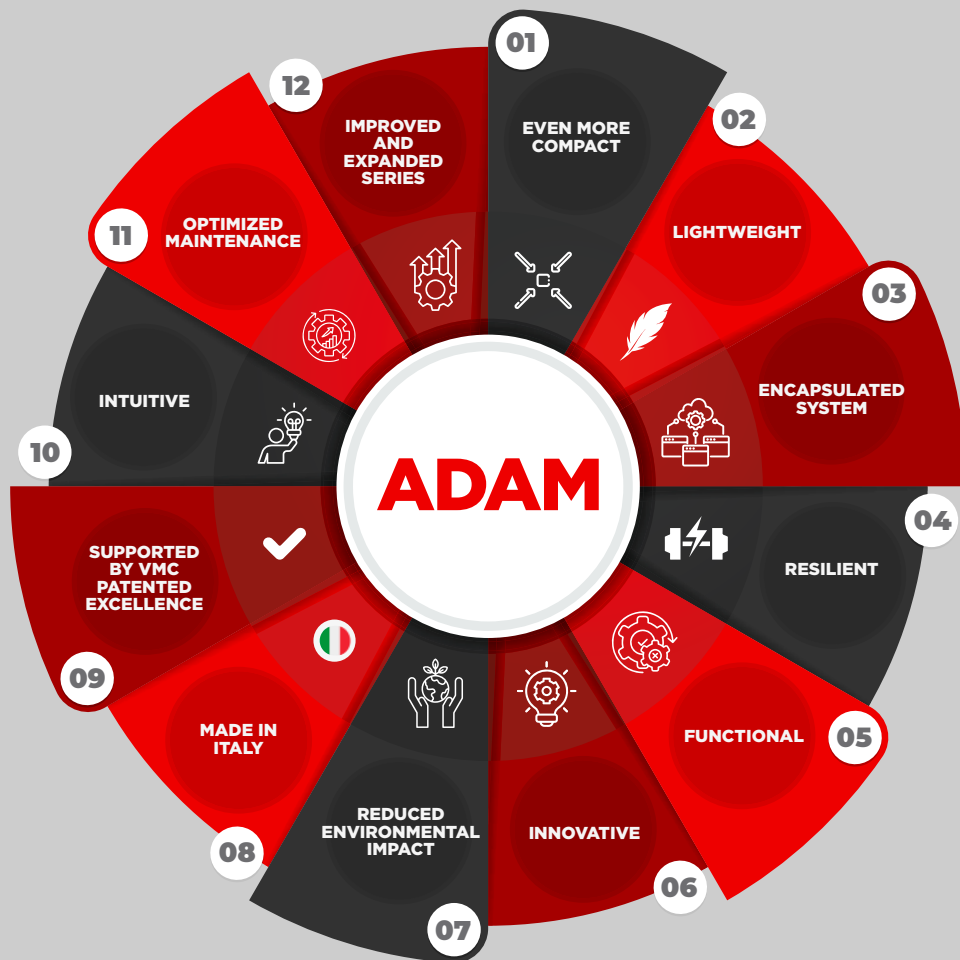 ADAM
01
EVEN MORE
COMPACT
02
LIGHTWEIGHT
03
ENCAPSULATED
SYSTEM
04
RESILIENT
05
FUNCTIONAL
06
INNOVATIVE
07
REDUCED
ENVIRONMENTAL
IMPACT
08
MADE IN
ITALY
09
SUPPORTED
BY VMC
PATENTED
EXCELLENCE
10
INTUITIVE
11
OPTIMIZED
MAINTENANCE
12
IMPROVED
AND
EXPANDED
SERIES